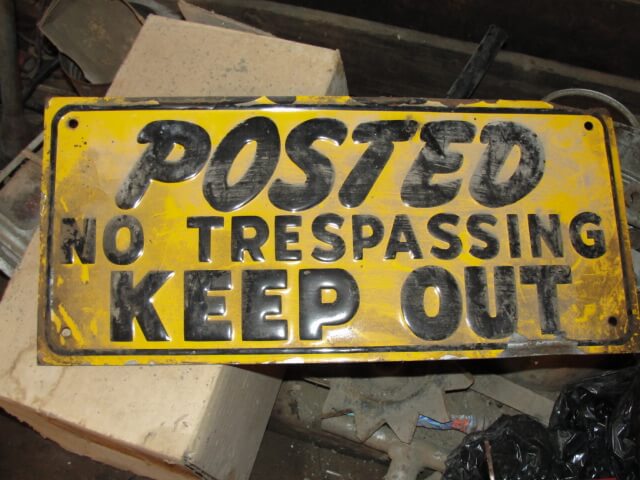 POSTED
NO TRESPASSING
KEEP OUT